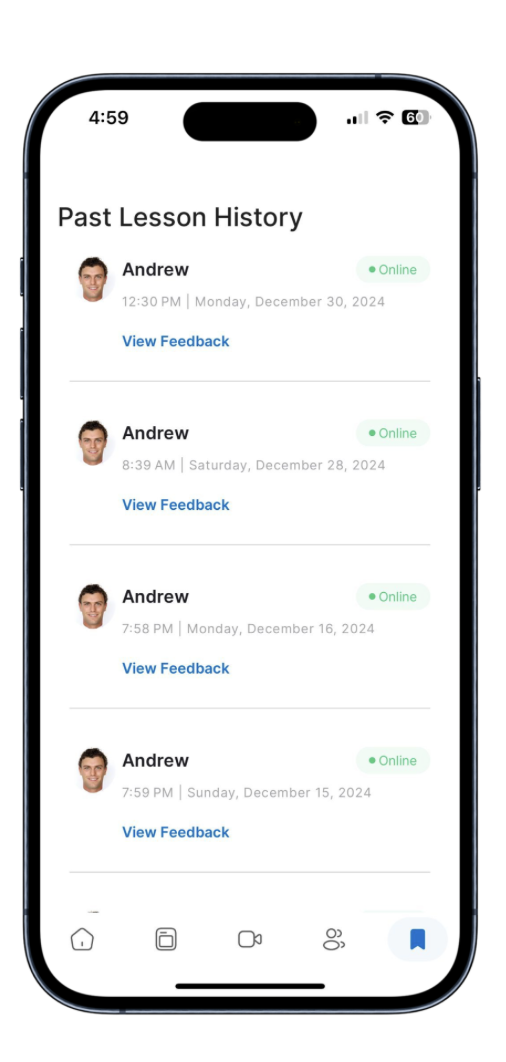 4:59
60
Past Lesson History
Andrew
Online
12:30 PM | Monday, December 30, 2024
View Feedback
Andrew
Online
8:39 AM | Saturday, December 28, 2024
View Feedback
Andrew
Online
7:58 PM | Monday, December 16, 2024
View Feedback
Andrew
Online
7:59 PM | Sunday, December 15, 2024
View Feedback